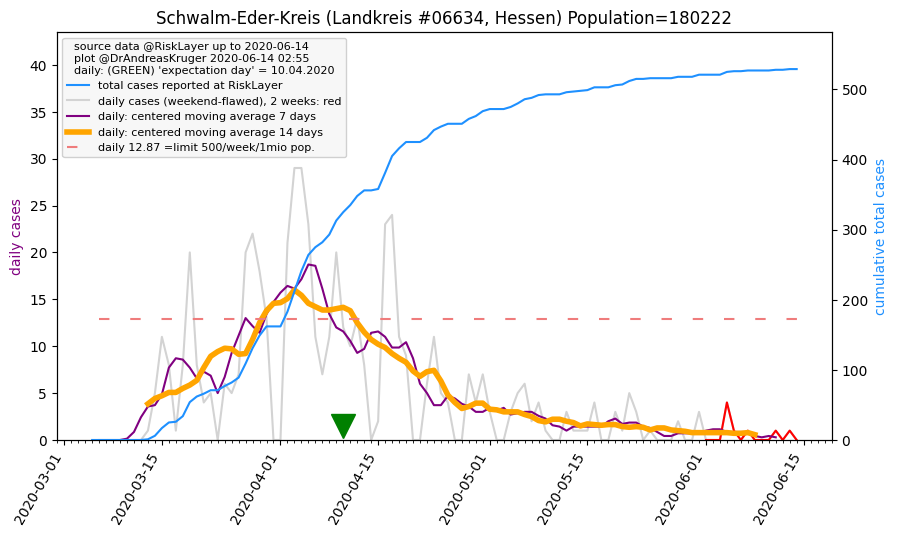 Schwalm-Eder-Kreis (Landkreis #06634, Hessen) Population=180222
source data @RiskLayer up to 2020-06-14
plot @DrAndreasKruger 2020-06-14 02:55
daily: (GREEN) 'expectation day' = 10.04.2020
total cases reported at RiskLayer
daily cases (weekend-flawed), 2 weeks: red
daily: centered moving average 7 days
daily: centered moving average 14 days
daily 12.87 =limit 500/week/1mio pop.
daily cases
40
35
30
25
20
15
10
5
0
cumulative total cases
500
400
300
200
100
0
2020-03-01
2020-03-15
2020-04-01
2020-04-15
2020-05-01
2020-05-15
2020-06-01
2020-06-15